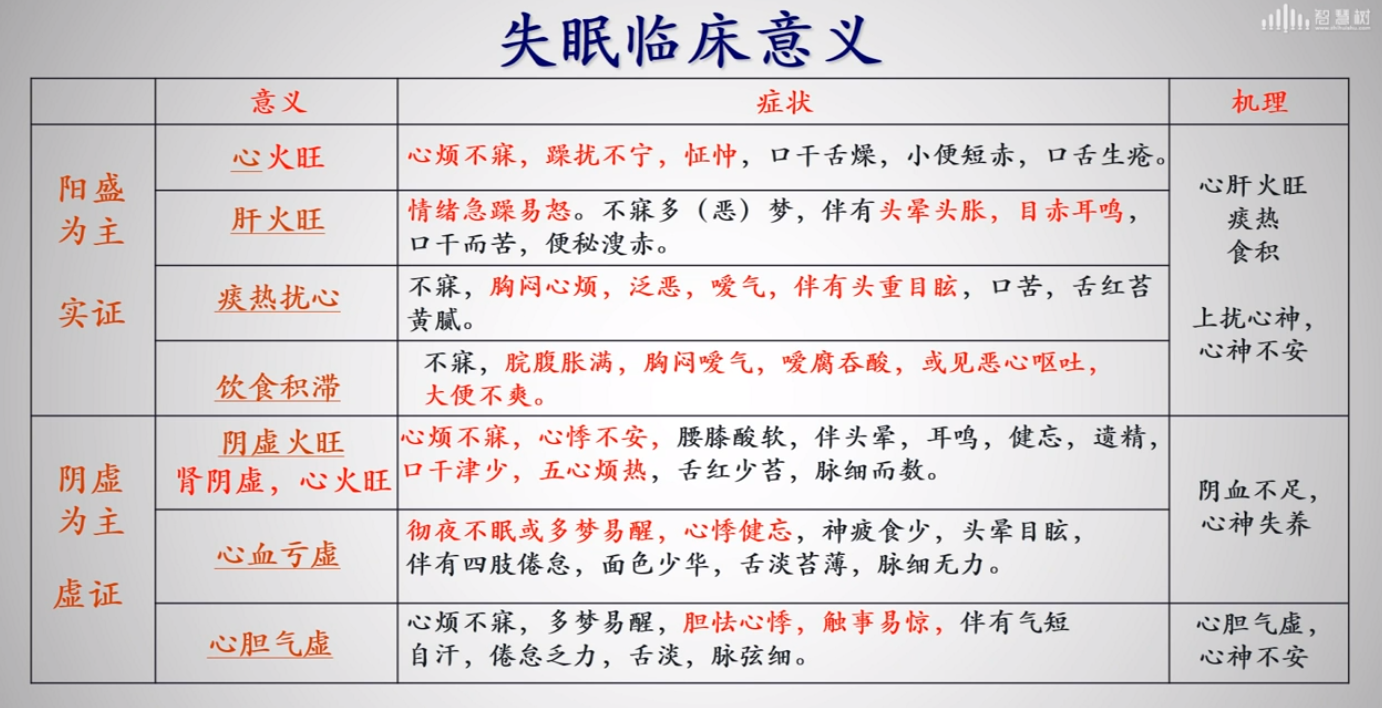 智慧树
失眠临床意义
意义
症状
机理
阳盛
为主
实证
心火旺
心烦不寐，躁扰不宁，怔忡，口干舌燥，小便短赤，口舌生疮。
肝火旺
情绪急躁易怒。不寐多（恶）梦，伴有头晕头胀，目赤耳鸣，
口干而苦，便秘溲赤。
痰热扰心
不寐，胸闷心烦，泛恶，嗳气，伴有头重目眩，口苦，舌红苔
黄腻。
饮食积滞
不寐，脘腹胀满，胸闷嗳气，嗳腐吞酸，或见恶心呕吐，
大便不爽。
心肝火旺
痰热
食积
上扰心神，
心神不安
阴虚
为主
虚证
阴虚火旺
肾阴虚，心火旺
心烦不寐，心悸不安，腰膝酸软，伴头晕，耳鸣，健忘，遗精，
口干津少，五心烦热，舌红少苔，脉细而数。
心血亏虚
彻夜不眠或多梦易醒，心悸健忘，神疲食少，头晕目眩，
伴有四肢倦怠，面色少华，舌淡苔薄，脉细无力。
阴血不足，
心神失养
心胆气虚
心烦不寐，多梦易醒，胆怯心悸，触事易惊，伴有气短
自汗，倦怠乏力，舌淡，脉弦细。
心胆气虚，
心神不安